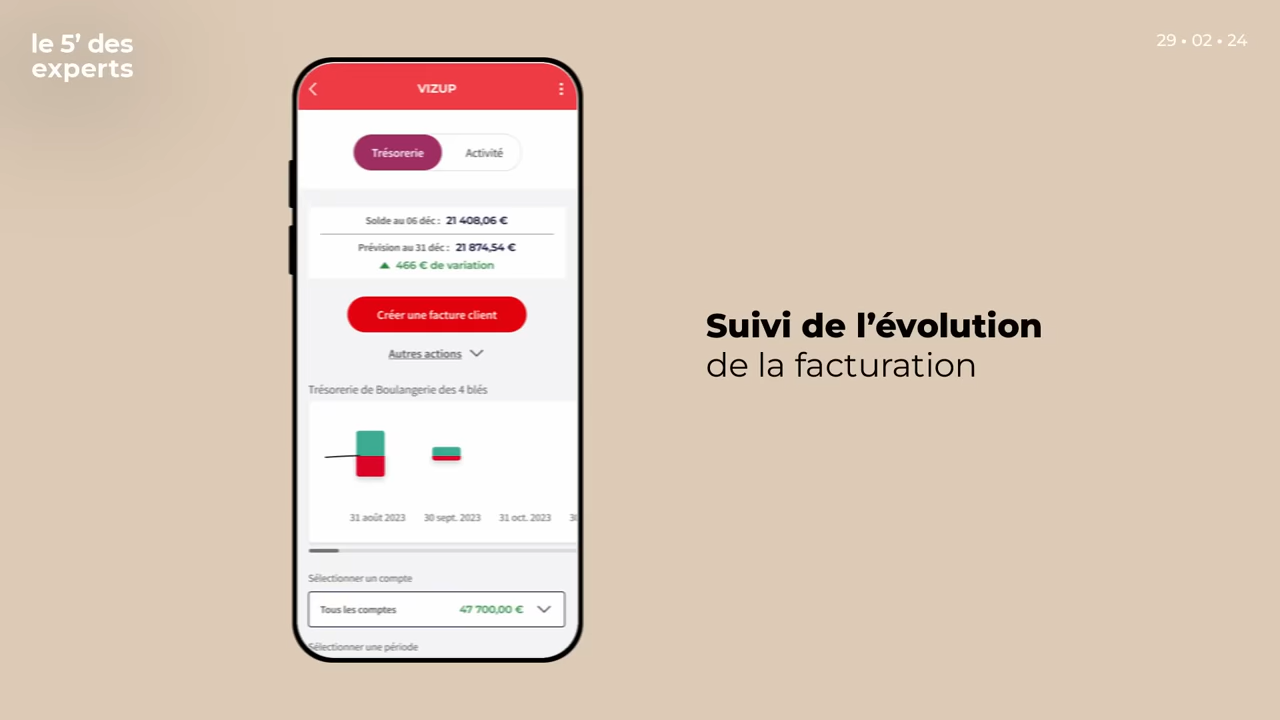 le 5’ des
experts
29 • 02 • 24
VIZUP
Trésorerie
Activité
Solde au 06 déc : 21 408,06 €
Prévision au 31 déc : 21 874,54 €
466 € de variation
Créer une facture client
Autres actions
Trésorerie de Boulangerie des 4 blés
31 août 2023
30 sept. 2023
31 oct. 2023
30
Sélectionner un compte
Tous les comptes 47 700,00 €
Sélectionner une période
Suivi de l’évolution
de la facturation